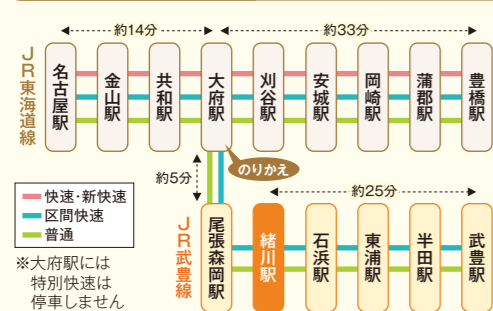 約14分
約33分
JR東海道線
名古屋駅
金山駅
共和駅
大府駅
刈谷駅
安城駅
岡崎駅
蒲郡駅
豊橋駅
のりかえ
約5分
約25分
快速・新快速
区間快速
普通
JR武豊線
尾張森岡駅
緒川駅
石浜駅
東浦駅
半田駅
武豊駅
※大府駅には
特別快速は
停車しません